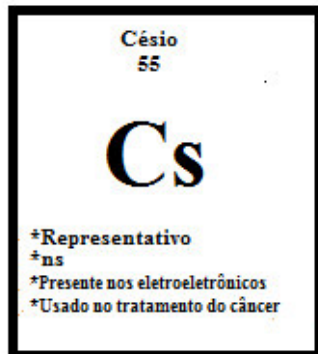 Césio
55
Cs
*Representativo
*ns
*Presente nos eletroeletrônicos
*Usado no tratamento do câncer